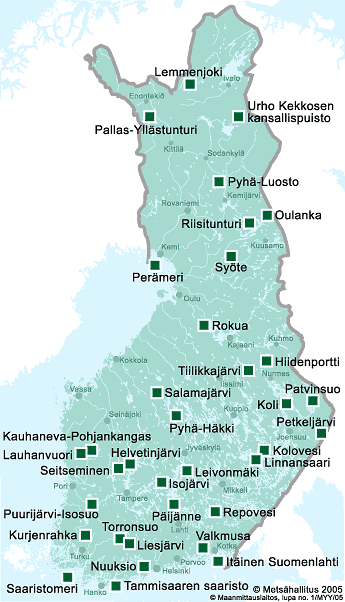 Lemmenjoki
Ivalo
Enontekiö
Urho Kekkosen
kansallispuisto
Pallas-Yllästunturi
Kittilä
Sodankylä
Pyhä-Luosto
Kemijärvi
Rovaniemi
Oulanka
Riisitunturi
Kuusamo
Kemi
Syöte
Perämeri
Oulu
Rokua
Kajaani
Kuhmo
Hiidenportti
Kokkola
Tiilikkajärvi
Nurmes
Iisalmi
Vaasa
Salamajärvi
Patvinsuo
Koli
Kuopio
Seinäjoki
Pyhä-Häkki
Petkeljärvi
Joensuu
Kauhaneva-Pohjankangas
Jyväskylä
Kolovesi
Lauhanvuori
Helvetinjärvi
Linnansaari
Seitseminen
Leivonmäki
Isojärvi
Pori
Mikkeli
Tampere
Puurijärvi-Isosuo
Päijänne
Repovesi
Torronsuo
Lahti
Kurjenrahka
Liesjärvi
Valkmusa
Turku
Porvoo
Itäinen Suomenlahti
Nuuksio
Helsinki
Saaristomeri
Hanko
Tammisaaren saaristo
© Metsähallitus 2005
© Maanmittauslaitos, lupa no. 1/MYY/05